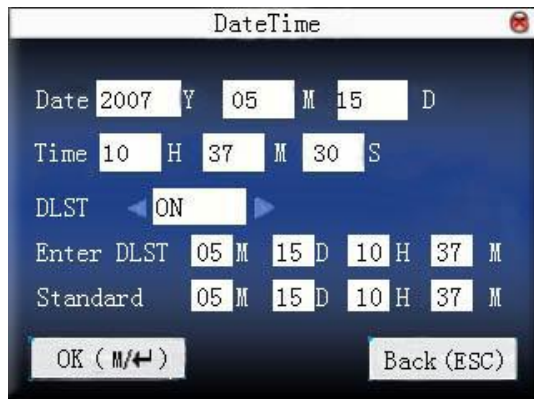 DateTime
Date 2007 Y 05 M 15 D
Time 10 H 37 M 30 S
DLST ON
Enter DLST 05 M 15 D 10 H 37 M
Standard 05 M 15 D 10 H 37 M
OK (M/↵) Back (ESC)